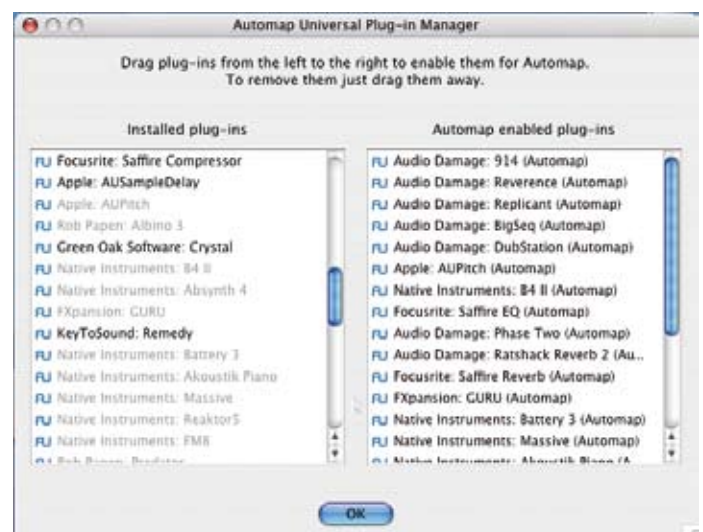 Automap Universal Plug-in Manager
Drag plug-ins from the left to the right to enable them for Automap.
To remove them just drag them away.
Installed plug-ins
Focusrite: Saffire Compressor
Apple: AUSampleDelay
Apple: AUPitch
Rob Papen: Albino 3
Green Oak Software: Crystal
Native Instruments: B4 II
Native Instruments: Absynth 4
FXpansion: GURU
KeyToSound: Remedy
Native Instruments: Battery 3
Native Instruments: Akoustik Piano
Native Instruments: Massive
Native Instruments: Reaktor5
Native Instruments: FM8
Rob Papen: Predator
Automap enabled plug-ins
Audio Damage: 914 (Automap)
Audio Damage: Reverence (Automap)
Audio Damage: Replicant (Automap)
Audio Damage: BigSeq (Automap)
Audio Damage: DubStation (Automap)
Apple: AUPitch (Automap)
Native Instruments: B4 II (Automap)
Focusrite: Saffire EQ (Automap)
Audio Damage: Phase Two (Automap)
Audio Damage: Ratshack Reverb 2 (Au...
Focusrite: Saffire Reverb (Automap)
FXpansion: GURU (Automap)
Native Instruments: Battery 3 (Automap)
Native Instruments: Massive (Automap)
Native Instruments: Akoustik Piano (A
OK